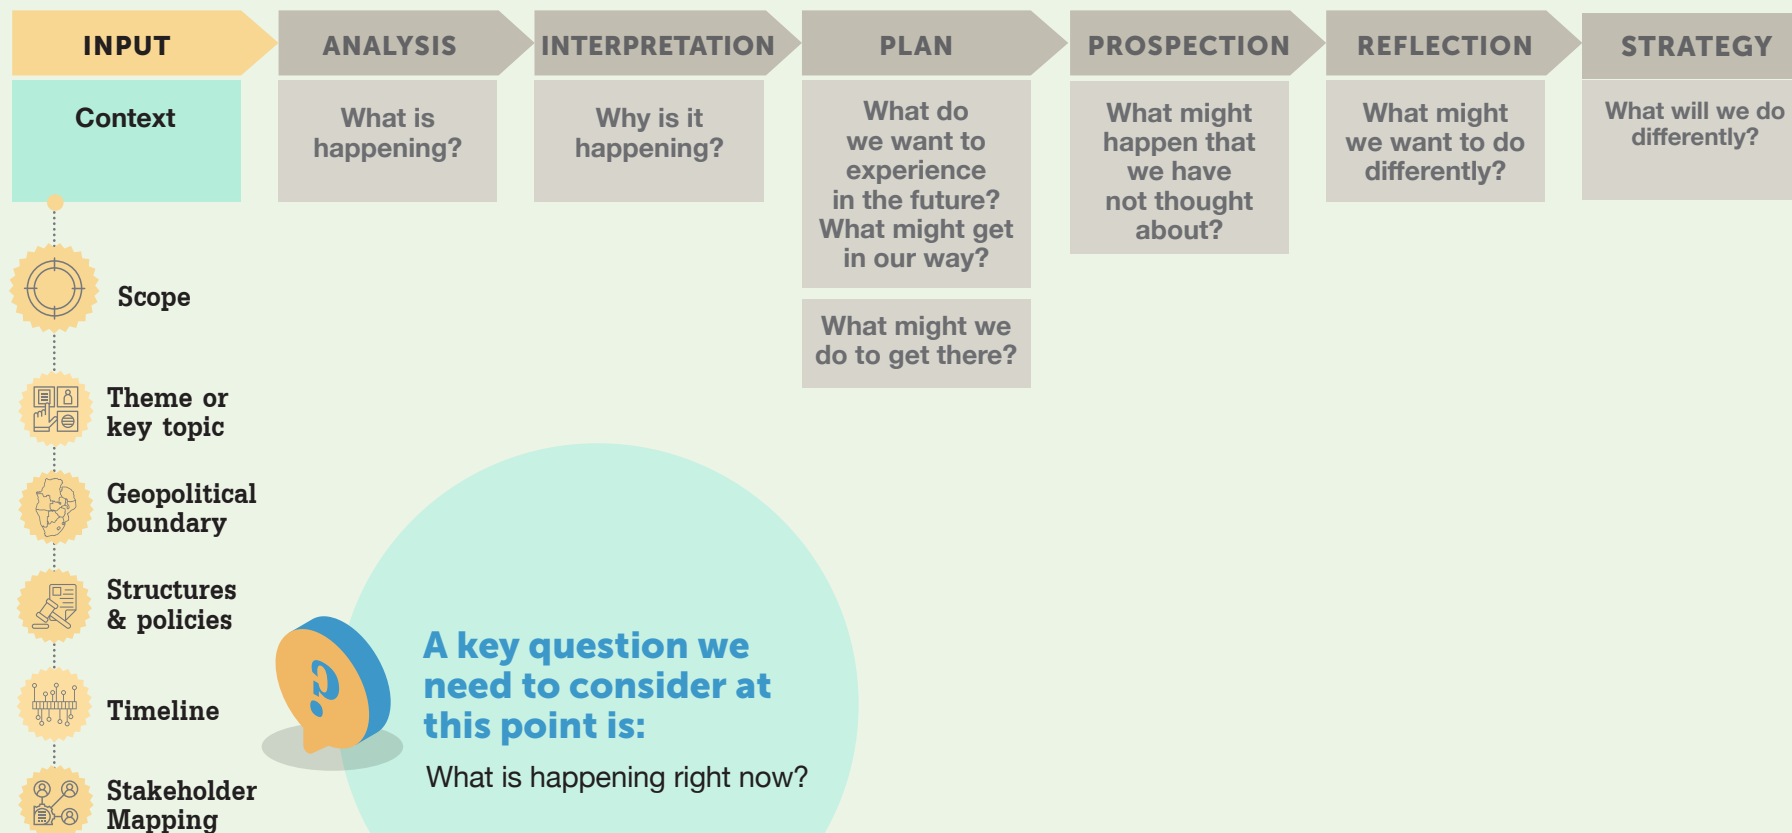 INPUT
ANALYSIS
INTERPRETATION
PLAN
PROSPECTION
REFLECTION
STRATEGY
Context
What is
happening?
Why is it
happening?
What do
we want to
experience
in the future?
What might get
in our way?
What might we
do to get there?
What might
happen that
we have
not thought
about?
What might
we want to do
differently?
What will we do
differently?
Scope
Theme or
key topic
Geopolitical
boundary
Structures
& policies
Timeline
Stakeholder
Mapping
?
A key question we
need to consider at
this point is:
What is happening right now?